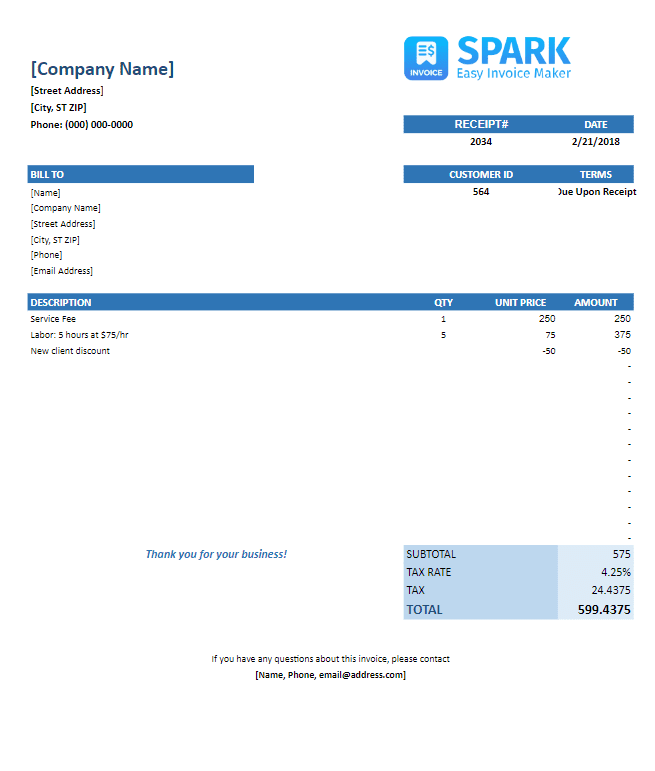 SPARK
INVOICE
Easy Invoice Maker
[Company Name]
[Street Address]
[City, ST ZIP]
Phone: (000) 000-0000
RECEIPT# DATE
2034 2/21/2018
BILL TO
CUSTOMER ID TERMS
564 Due Upon Receipt
[Name]
[Company Name]
[Street Address]
[City, ST ZIP]
[Phone]
[Email Address]
DESCRIPTION QTY UNIT PRICE AMOUNT
Service Fee 1 250 250
Labor: 5 hours at $75/hr 5 75 375
New client discount -50 -50
-
-
-
-
-
-
-
-
-
-
-
-
Thank you for your business!
SUBTOTAL 575
TAX RATE 4.25%
TAX 24.4375
TOTAL 599.4375
If you have any questions about this invoice, please contact
[Name, Phone, email@address.com]